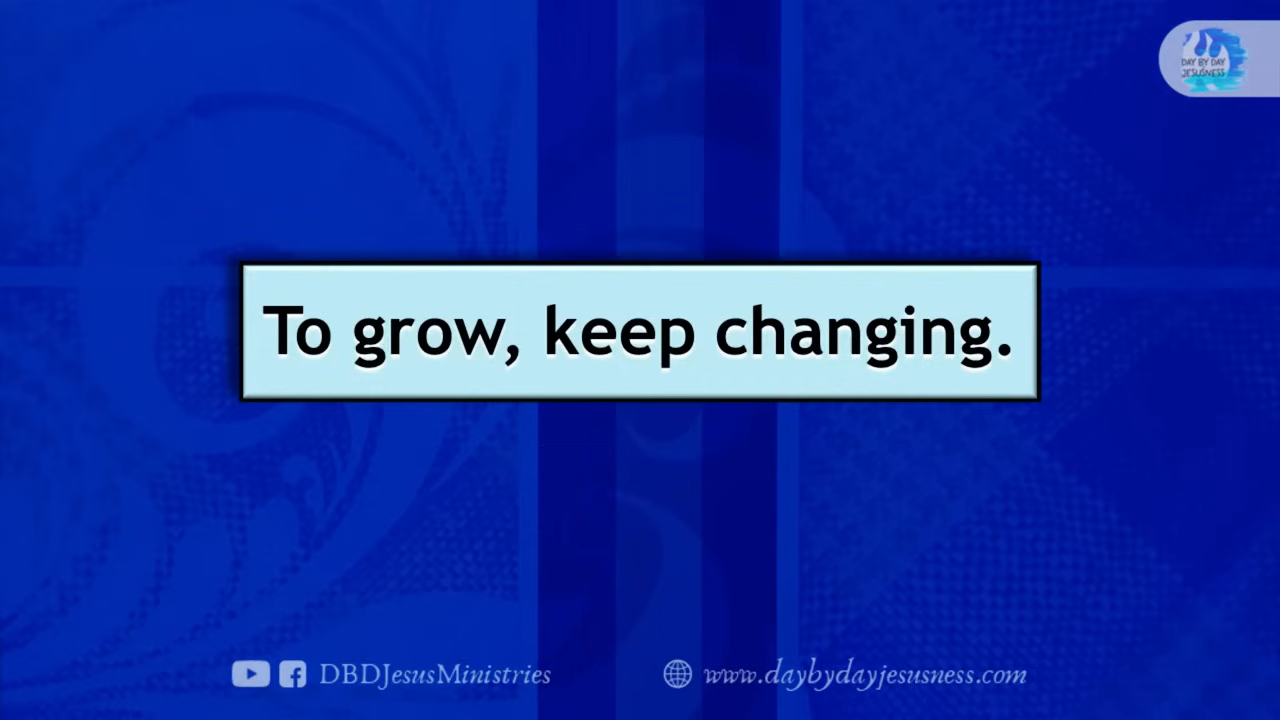 DAY BY DAY
JESUSNESS
To grow, keep changing.
DBDJesusMinistries
www.daybydayjesusness.com